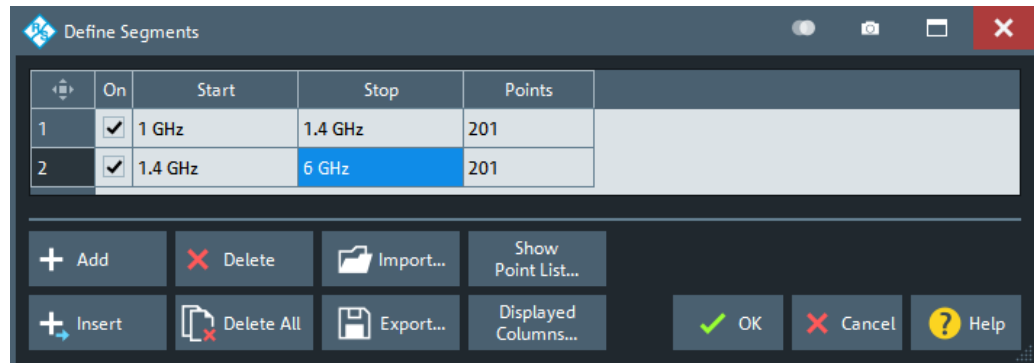 Define Segments
On Start Stop Points
1 1 GHz 1.4 GHz 201
2 1.4 GHz 6 GHz 201
Add Delete Import... Show
Point List...
Insert Delete All Export... Displayed
Columns... OK Cancel ? Help